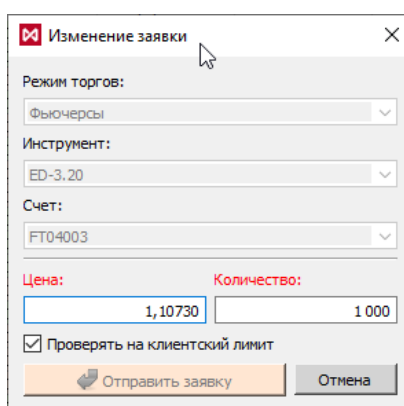 Изменение заявки
Режим торгов:
Фьючерсы
Инструмент:
ED-3.20
Счет:
FT04003
Цена: Количество:
1,10730 1 000
Проверять на клиентский лимит
Отправить заявку Отмена